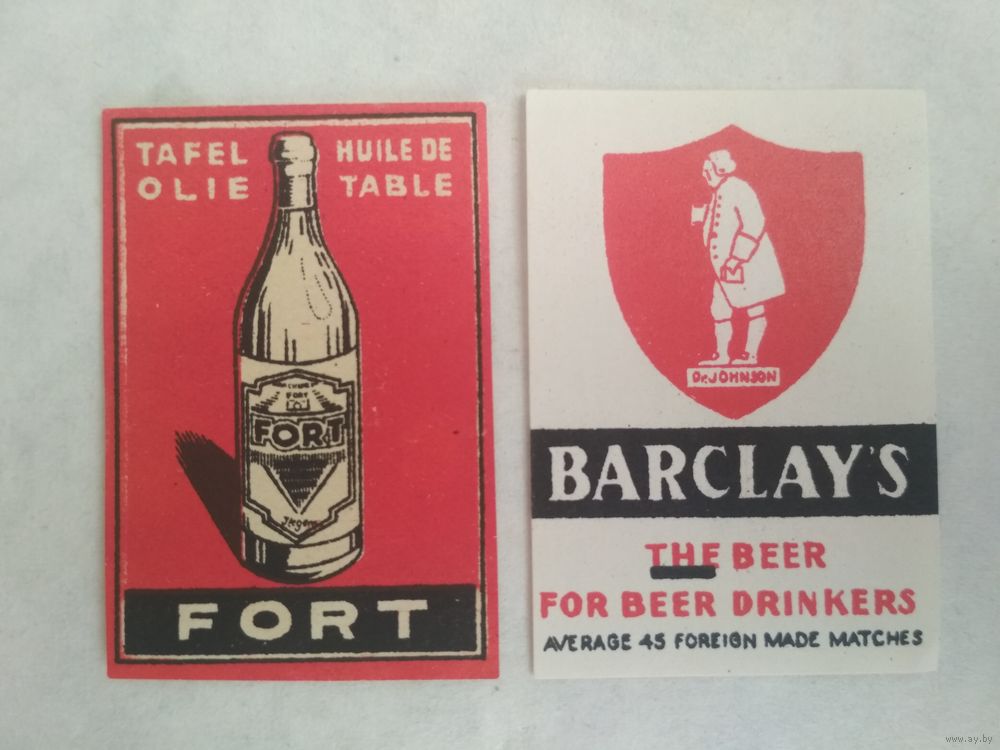 TAFEL
OLIE
HUILE DE
TABLE
FORT
FORT
FORT
Dr. JOHNSON
BARCLAY'S
THE BEER
FOR BEER DRINKERS
AVERAGE 45 FOREIGN MADE MATCHES
www.ay.by